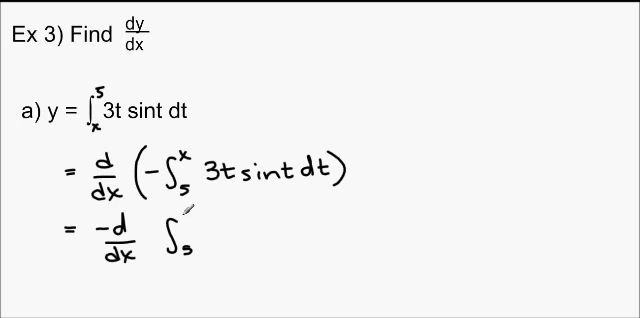 Ex 3) Find dy/dx
a) y = ∫ₓ⁵ 3t sint dt
= d/dx (-∫₅ˣ 3t sint dt)
= -d/dx ∫₅